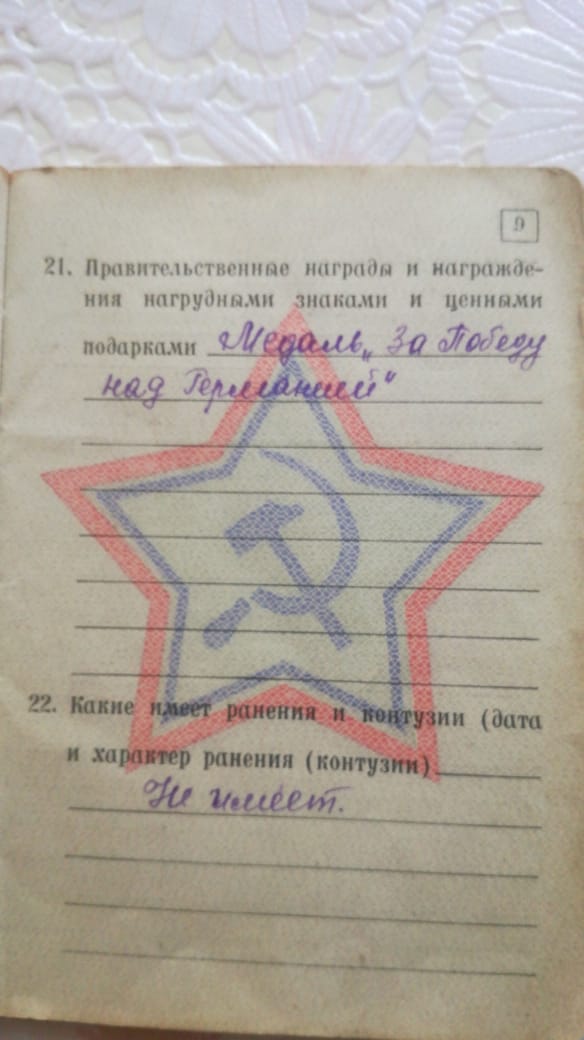 9
21. Правительственные награды и награжде-
ния нагрудными знаками и ценными
подарками Медаль „За Победу
над Германией"
22. Какие имеет ранения и контузии (дата
и характер ранения (контузии)
Не имеет.